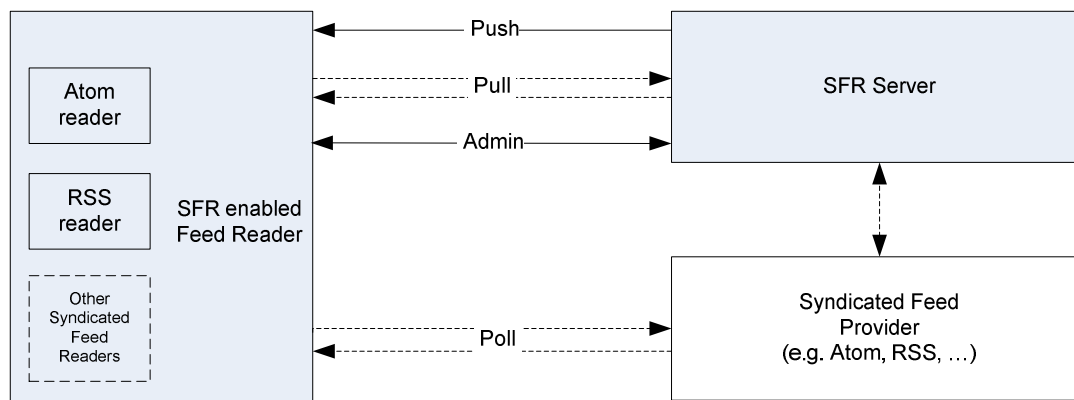 Atom
reader
RSS
reader
Other
Syndicated
Feed
Readers
SFR enabled
Feed Reader
Push
Pull
Admin
Poll
SFR Server
Syndicated Feed
Provider
(e.g. Atom, RSS, …)